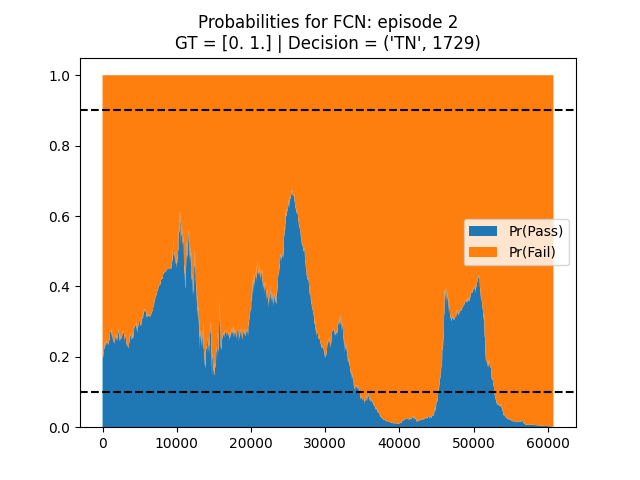 Probabilities for FCN: episode 2
GT = [0. 1.] | Decision = ('TN', 1729)
1.0
0.8
0.6
0.4
0.2
0.0
Pr(Pass)
Pr(Fail)
0 10000 20000 30000 40000 50000 60000